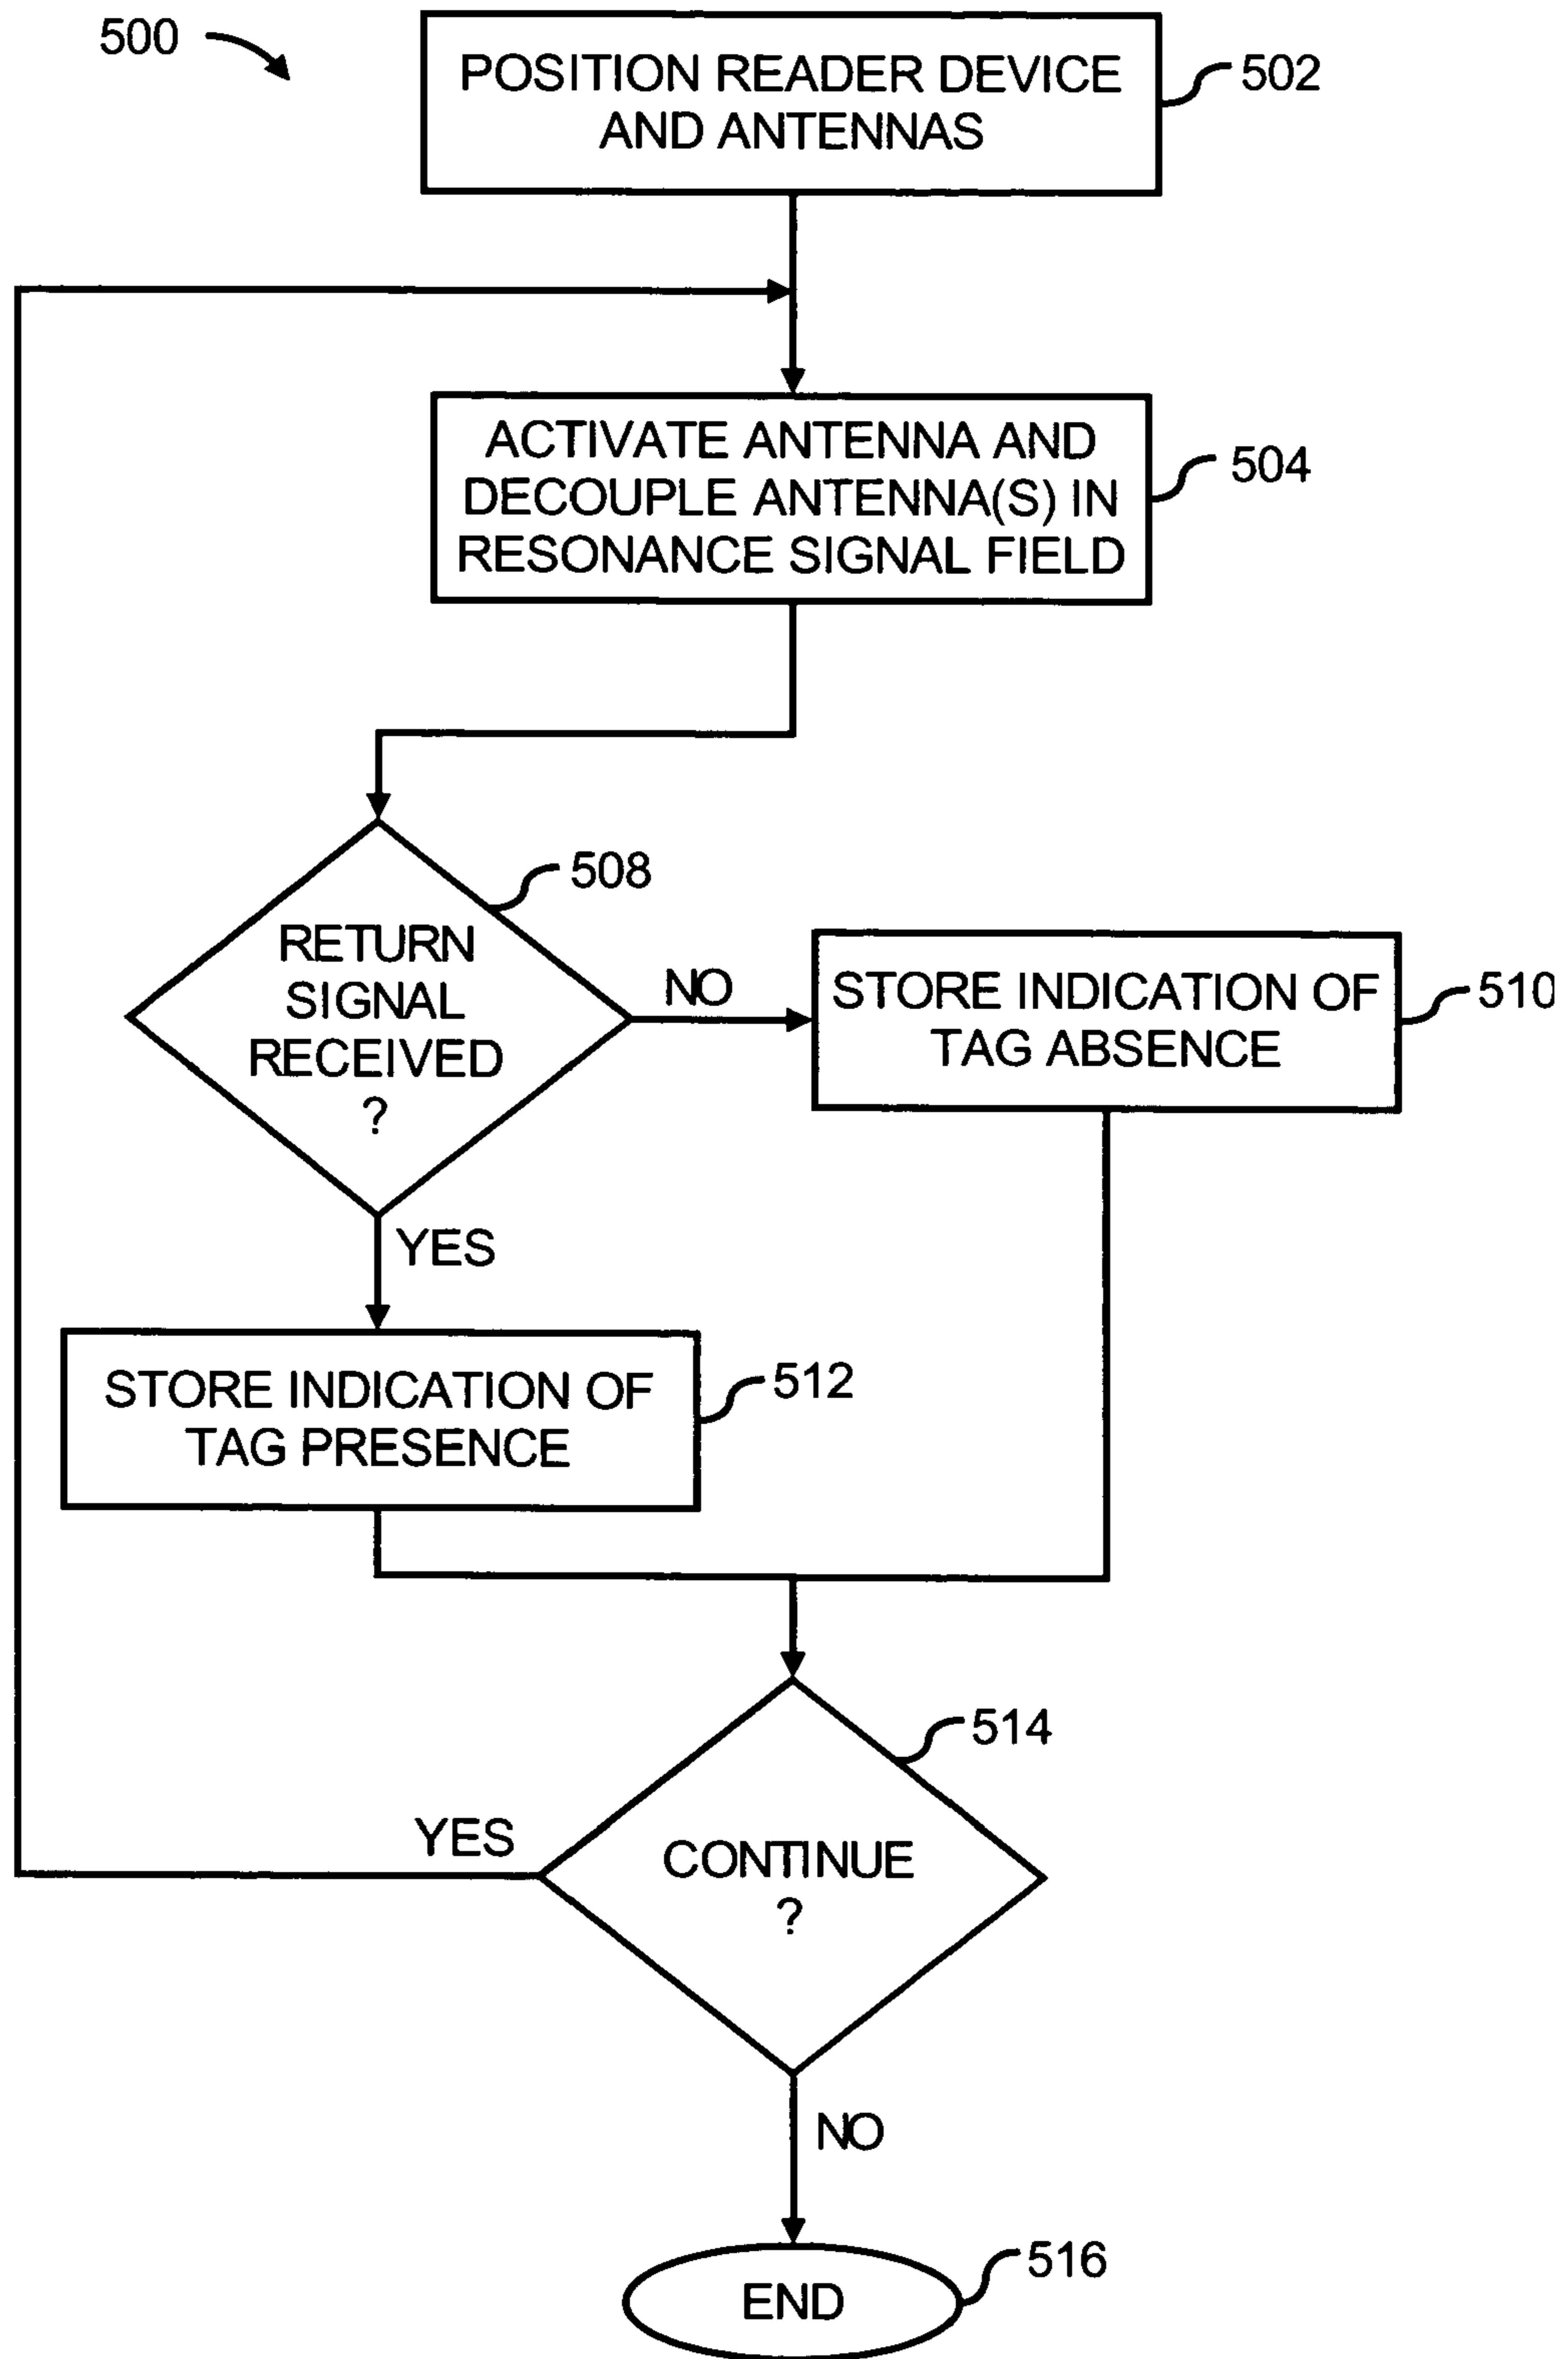 500
POSITION READER DEVICE
AND ANTENNAS
502
ACTIVATE ANTENNA AND
DECOUPLE ANTENNA(S) IN
RESONANCE SIGNAL FIELD
504
RETURN
SIGNAL
RECEIVED
?
508
NO
STORE INDICATION OF
TAG ABSENCE
510
YES
STORE INDICATION OF
TAG PRESENCE
512
CONTINUE
?
514
YES
NO
END
516